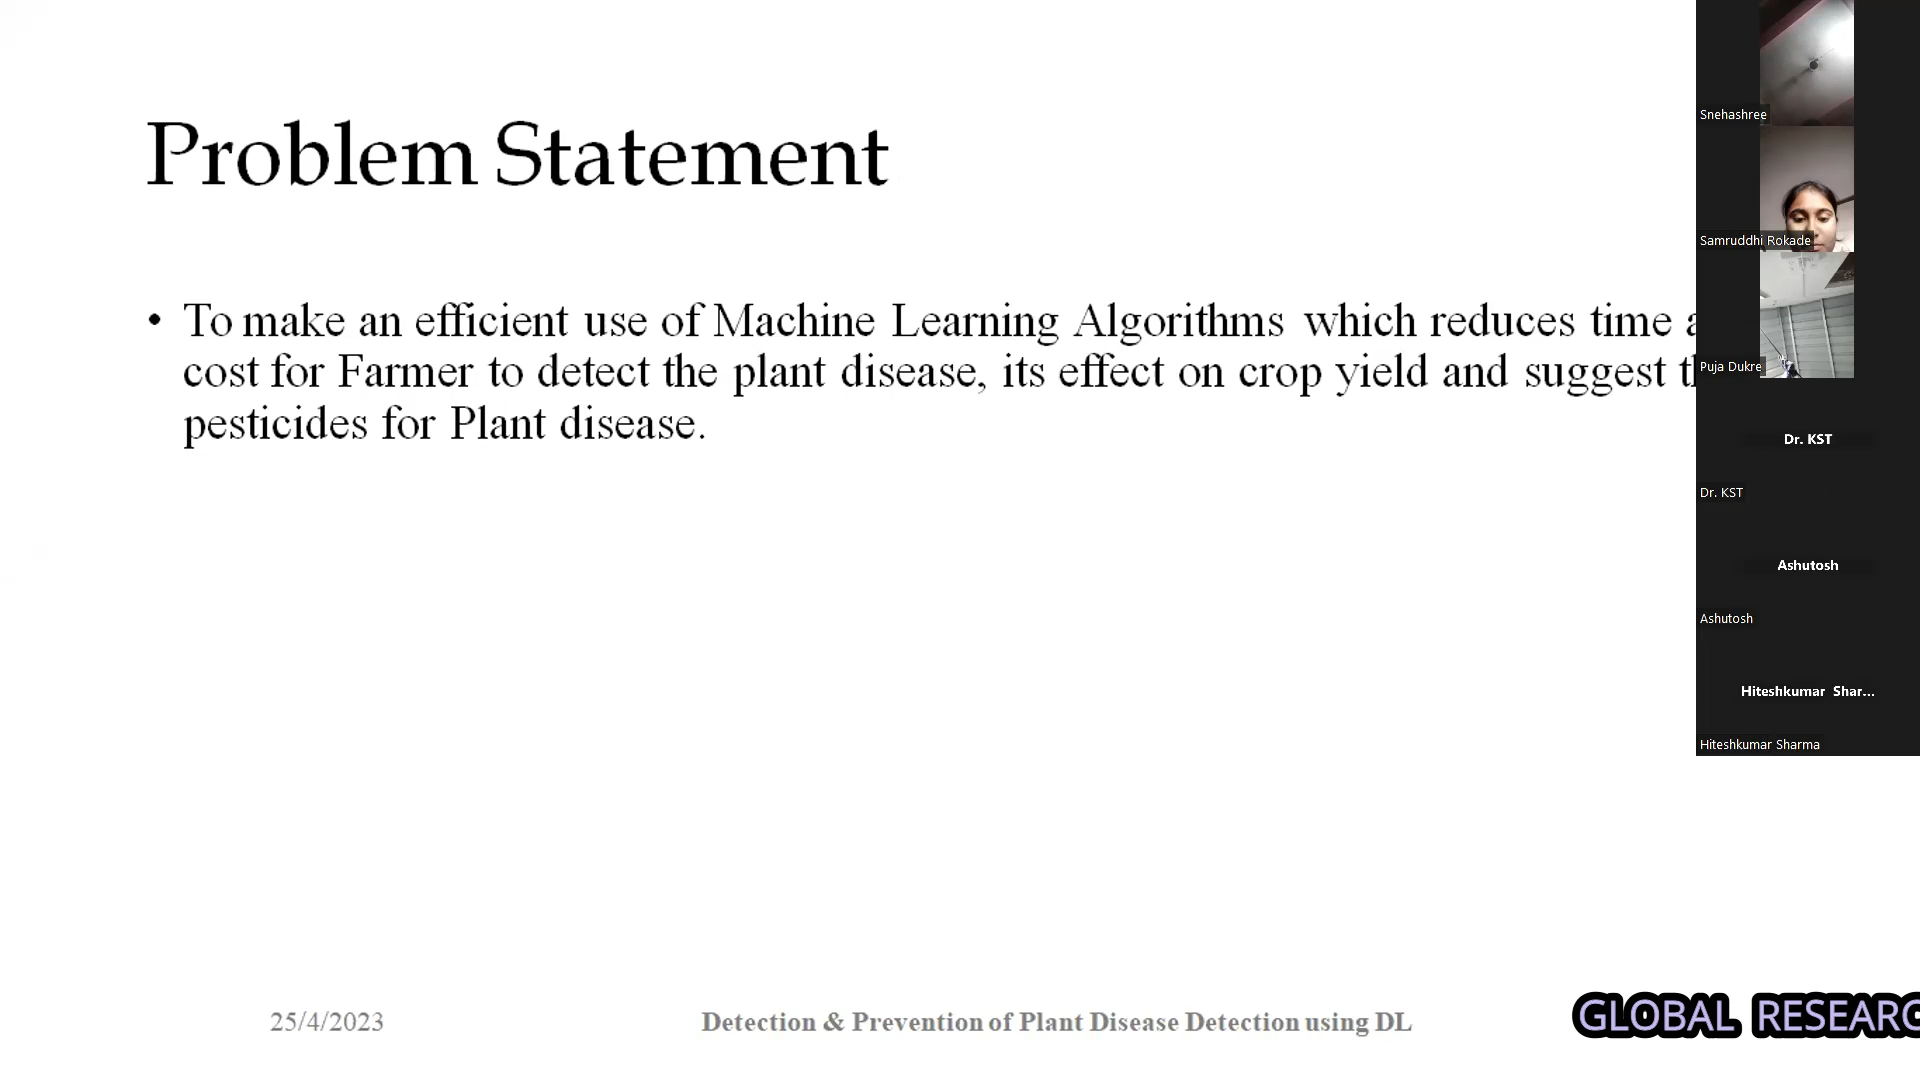 Problem Statement
• To make an efficient use of Machine Learning Algorithms which reduces time
cost for Farmer to detect the plant disease, its effect on crop yield and suggest
pesticides for Plant disease.
25/4/2023
Detection & Prevention of Plant Disease Detection using DL
GLOBAL RESEARC
Snehashree
Samruddhi Rokade
Puja Dukre
Dr. KST
Dr. KST
Ashutosh
Ashutosh
Hiteshkumar Shar...
Hiteshkumar Sharma